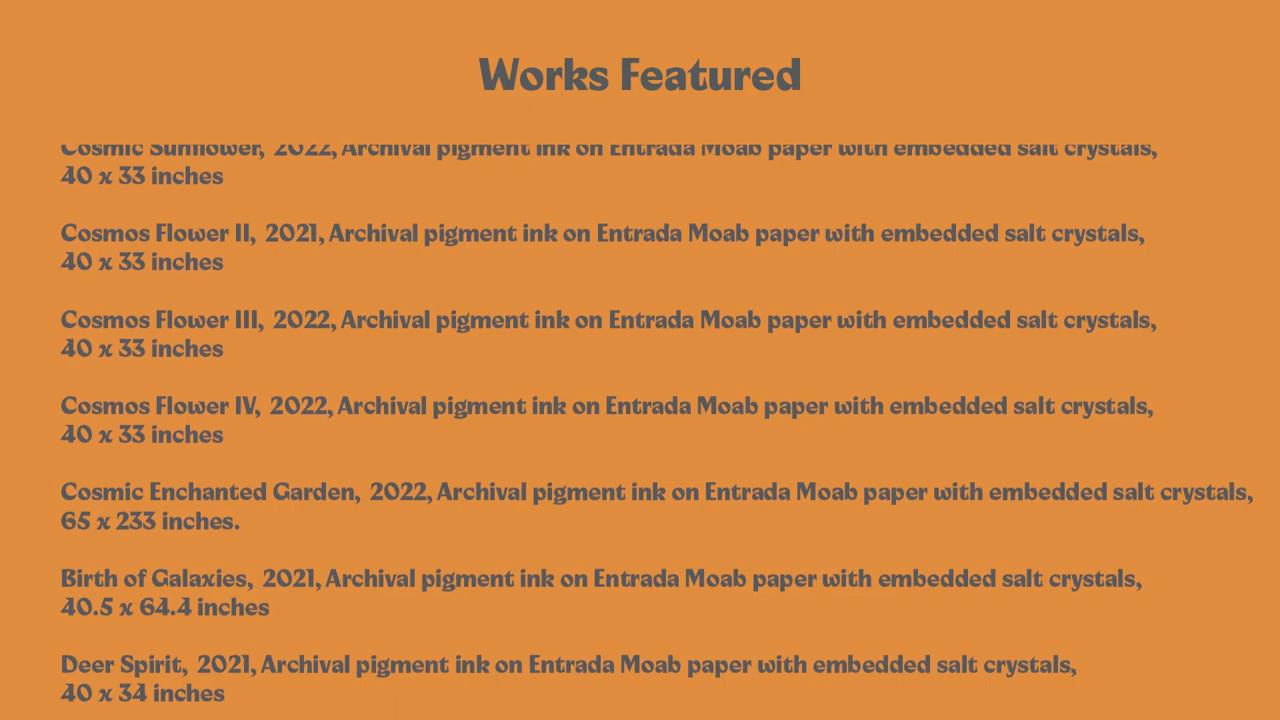 Works Featured
Cosmic Sunflower, 2022, Archival pigment ink on Entrada Moab paper with embedded salt crystals,
40 x 33 inches
Cosmos Flower II, 2021, Archival pigment ink on Entrada Moab paper with embedded salt crystals,
40 x 33 inches
Cosmos Flower III, 2022, Archival pigment ink on Entrada Moab paper with embedded salt crystals,
40 x 33 inches
Cosmos Flower IV, 2022, Archival pigment ink on Entrada Moab paper with embedded salt crystals,
40 x 33 inches
Cosmic Enchanted Garden, 2022, Archival pigment ink on Entrada Moab paper with embedded salt crystals,
65 x 233 inches.
Birth of Galaxies, 2021, Archival pigment ink on Entrada Moab paper with embedded salt crystals,
40.5 x 64.4 inches
Deer Spirit, 2021, Archival pigment ink on Entrada Moab paper with embedded salt crystals,
40 x 34 inches